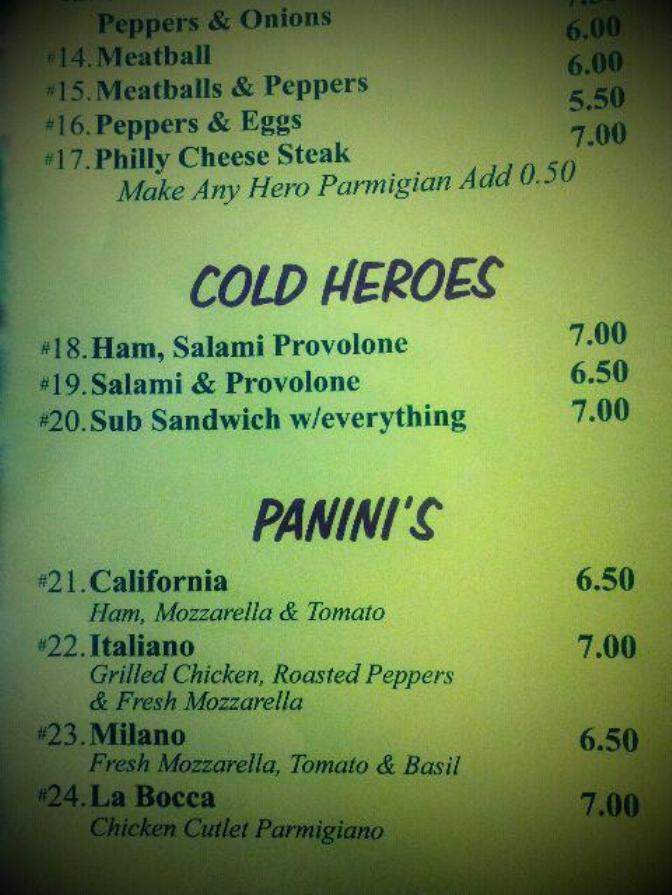 Peppers & Onions
#14. Meatball 6.00
#15. Meatballs & Peppers 6.00
#16. Peppers & Eggs 5.50
#17. Philly Cheese Steak 7.00
Make Any Hero Parmigian Add 0.50
COLD HEROES
#18. Ham, Salami Provolone 7.00
#19. Salami & Provolone 6.50
#20. Sub Sandwich w/everything 7.00
PANINI'S
#21. California 6.50
Ham, Mozzarella & Tomato
#22. Italiano 7.00
Grilled Chicken, Roasted Peppers
& Fresh Mozzarella
#23. Milano 6.50
Fresh Mozzarella, Tomato & Basil
#24. La Bocca 7.00
Chicken Cutlet Parmigiano